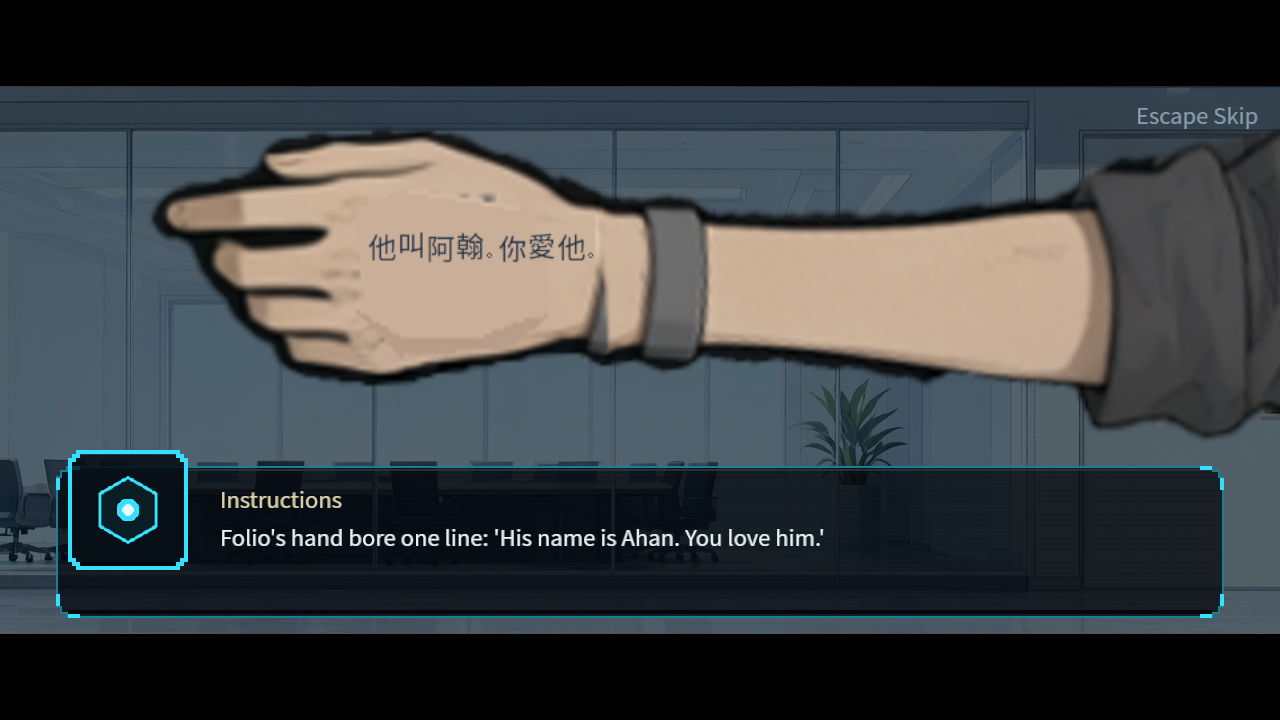 Escape Skip
他叫阿翰。你愛他。
Instructions
Folio's hand bore one line: 'His name is Ahan. You love him.'